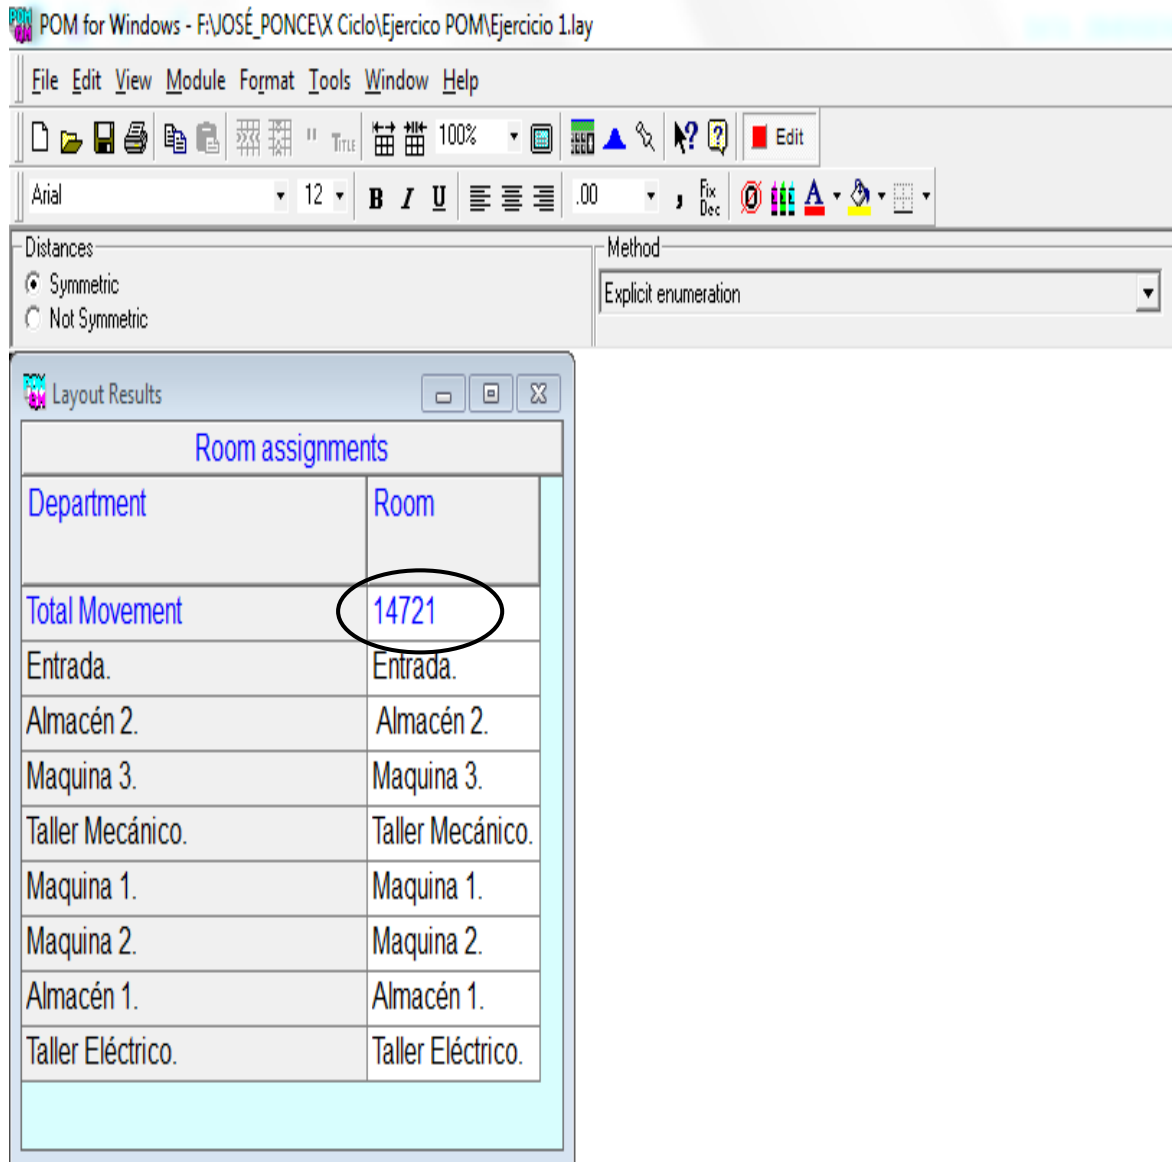 POM for Windows - F:\JOSÉ_PONCE\X Ciclo\Ejercico POM\Ejercicio 1.lay
File Edit View Module Format Tools Window Help
TITLE 100% Edit
Arial 12 B I U .00 , Fix Dec A
Distances Method
Symmetric Explicit enumeration
Not Symmetric
Layout Results
Room assignments
Department Room
Total Movement 14721
Entrada. Entrada.
Almacén 2. Almacén 2.
Maquina 3. Maquina 3.
Taller Mecánico. Taller Mecánico.
Maquina 1. Maquina 1.
Maquina 2. Maquina 2.
Almacén 1. Almacén 1.
Taller Eléctrico. Taller Eléctrico.